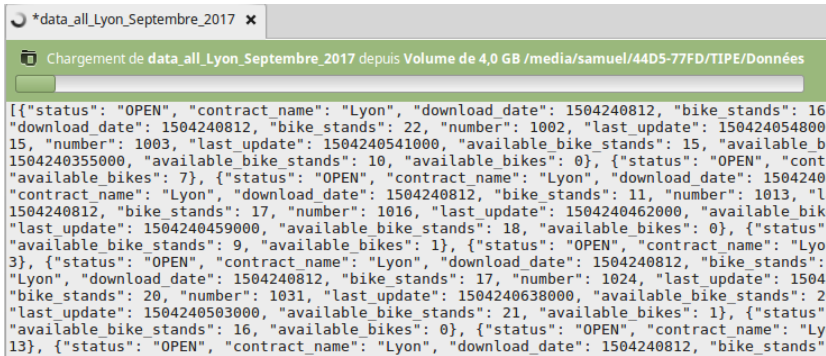 *data_all_Lyon_Septembre_2017 ×
Chargement de data_all_Lyon_Septembre_2017 depuis Volume de 4,0 GB /media/samuel/44D5-77FD/TIPE/Données
[{"status": "OPEN", "contract_name": "Lyon", "download_date": 1504240812, "bike_stands": 16
"download_date": 1504240812, "bike_stands": 22, "number": 1002, "last_update": 150424054800
15, "number": 1003, "last_update": 1504240541000, "available_bike_stands": 15, "available_b
1504240355000, "available_bike_stands": 10, "available_bikes": 0}, {"status": "OPEN", "cont
"available_bikes": 7}, {"status": "OPEN", "contract_name": "Lyon", "download_date": 1504240
"contract_name": "Lyon", "download_date": 1504240812, "bike_stands": 11, "number": 1013, "l
1504240812, "bike_stands": 17, "number": 1016, "last_update": 1504240462000, "available_bik
"last_update": 1504240459000, "available_bike_stands": 18, "available_bikes": 0}, {"status"
"available_bike_stands": 9, "available_bikes": 1}, {"status": "OPEN", "contract_name": "Lyo
3}, {"status": "OPEN", "contract_name": "Lyon", "download_date": 1504240812, "bike_stands":
"Lyon", "download_date": 1504240812, "bike_stands": 17, "number": 1024, "last_update": 1504
"bike_stands": 20, "number": 1031, "last_update": 1504240638000, "available_bike_stands": 2
"last_update": 1504240503000, "available_bike_stands": 21, "available_bikes": 1}, {"status"
"available_bike_stands": 16, "available_bikes": 0}, {"status": "OPEN", "contract_name": "Ly
13}, {"status": "OPEN", "contract_name": "Lyon", "download_date": 1504240812, "bike_stands"